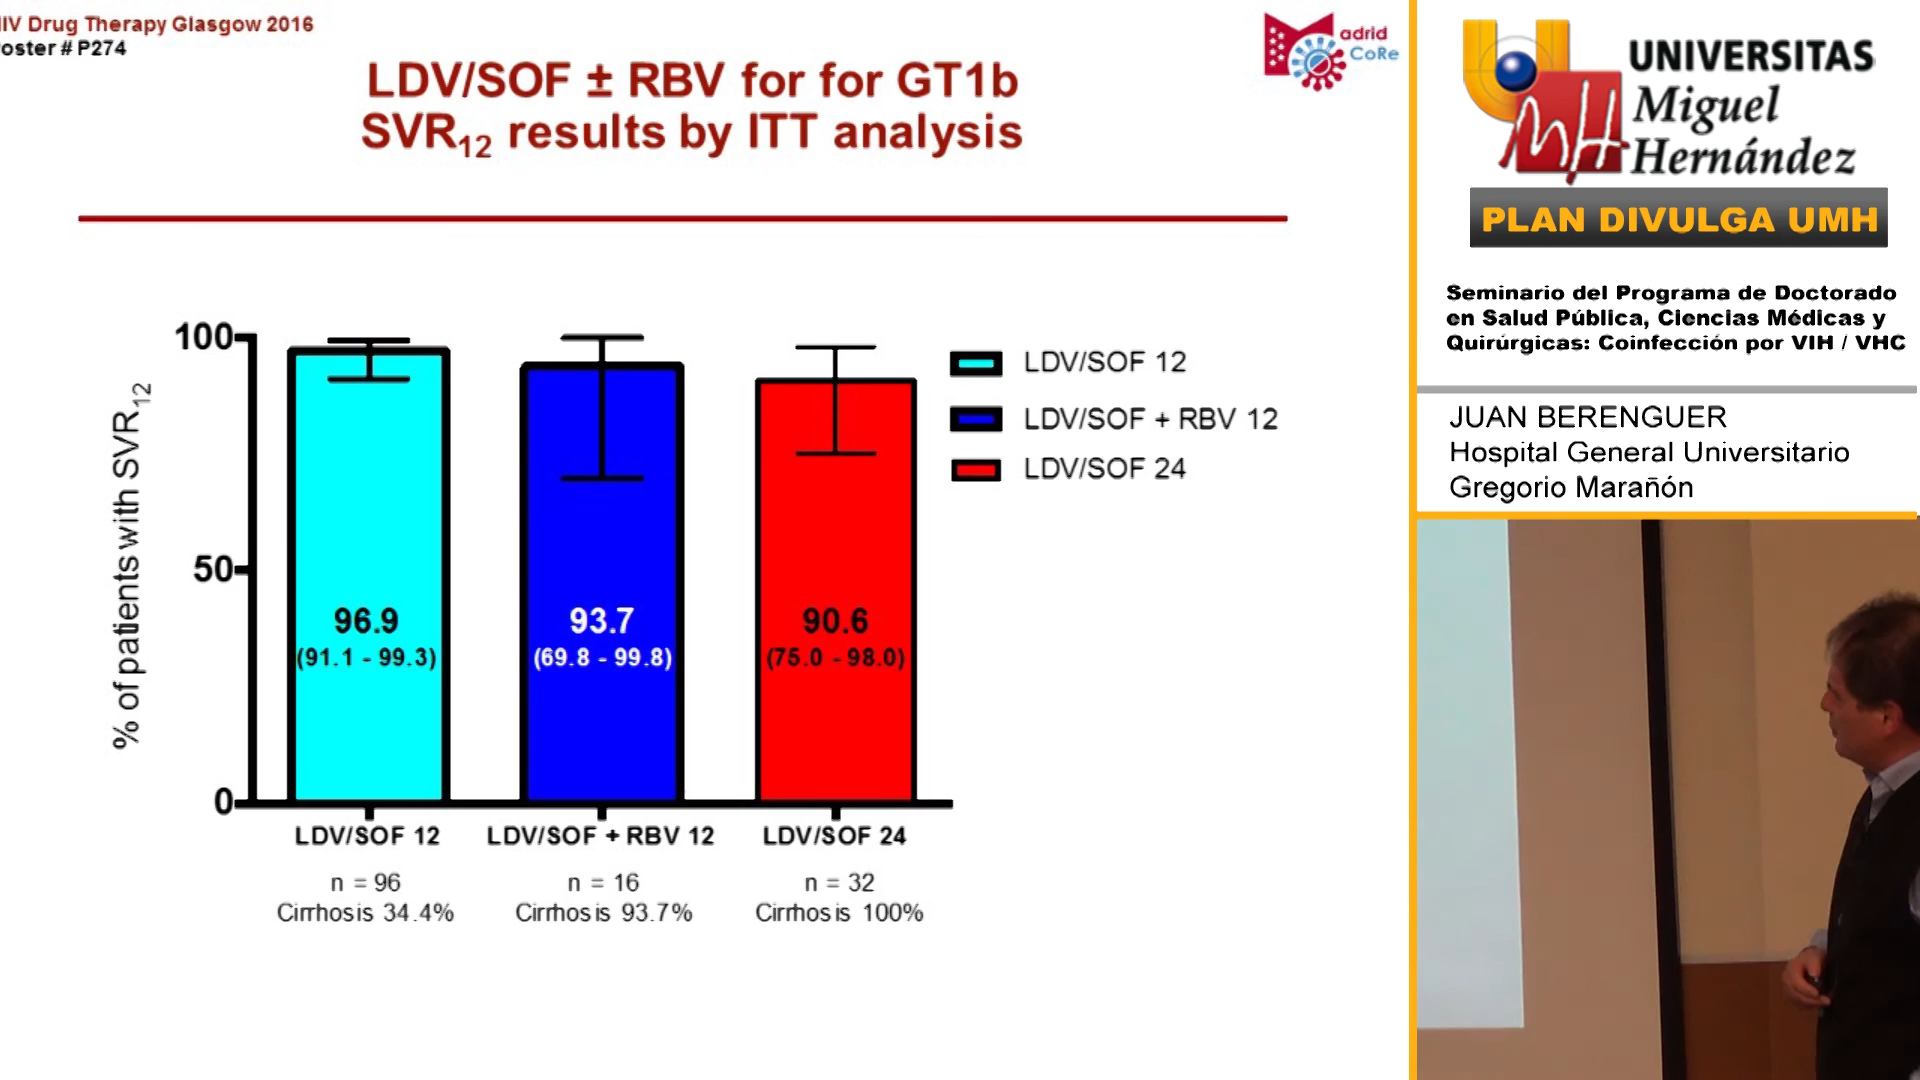 IV Drug Therapy Glasgow 2016
oster # P274
LDV/SOF ± RBV for for GT1b
SVR12 results by ITT analysis
adrid
CoRe
% of patients with SVR12
100
50
0
96.9
(91.1 - 99.3)
93.7
(69.8 - 99.8)
90.6
(75.0 - 98.0)
LDV/SOF 12
LDV/SOF + RBV 12
LDV/SOF 24
LDV/SOF 12
LDV/SOF + RBV 12
LDV/SOF 24
n = 96
n = 16
n = 32
Cirrhosis 34.4%
Cirrhosis 93.7%
Cirrhosis 100%
UNIVERSITAS
Miguel
Hernández
PLAN DIVULGA UMH
Seminario del Programa de Doctorado
en Salud Pública, Ciencias Médicas y
Quirúrgicas: Coinfección por VIH / VHC
JUAN BERENGUER
Hospital General Universitario
Gregorio Marañón